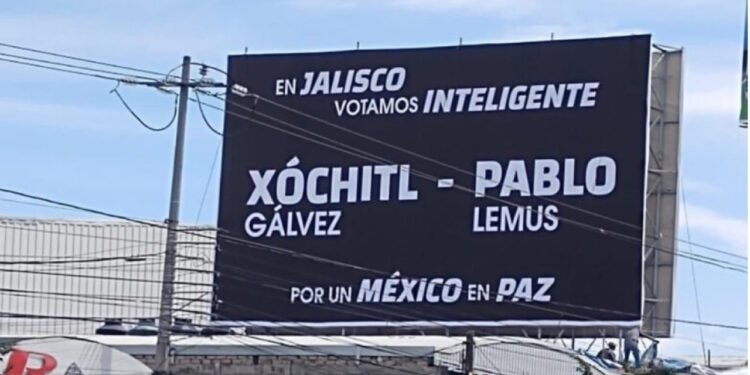 EN JALISCO
VOTAMOS INTELIGENTE
XÓCHITL - PABLO
GÁLVEZ LEMUS
POR UN MÉXICO EN PAZ
R